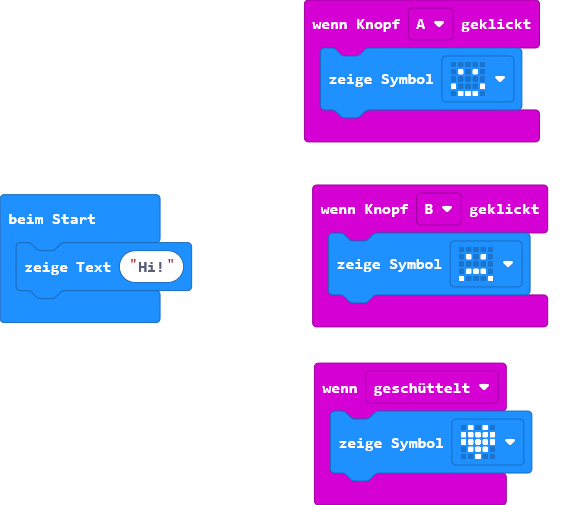 wenn Knopf A geklickt
zeige Symbol
beim Start
zeige Text "Hi!"
wenn Knopf B geklickt
zeige Symbol
wenn geschüttelt
zeige Symbol